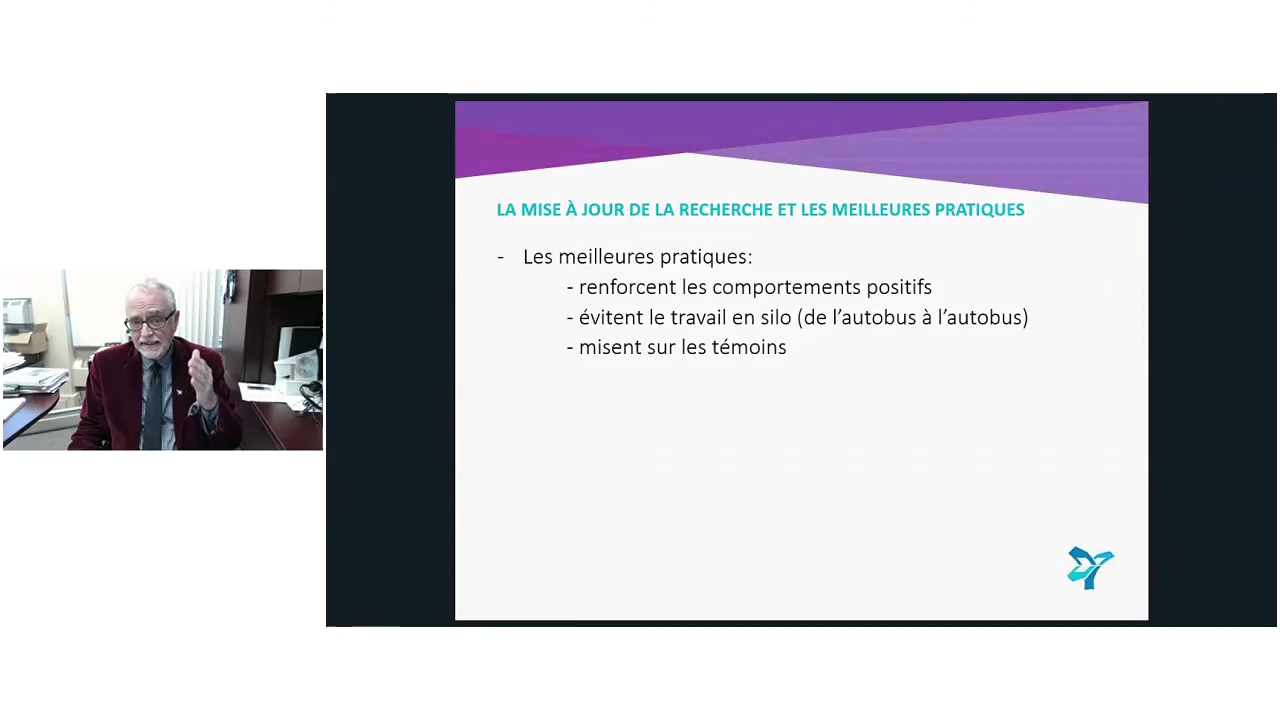 LA MISE À JOUR DE LA RECHERCHE ET LES MEILLEURES PRATIQUES
- Les meilleures pratiques:
- renforcent les comportements positifs
- évitent le travail en silo (de l’autobus à l’autobus)
- misent sur les témoins